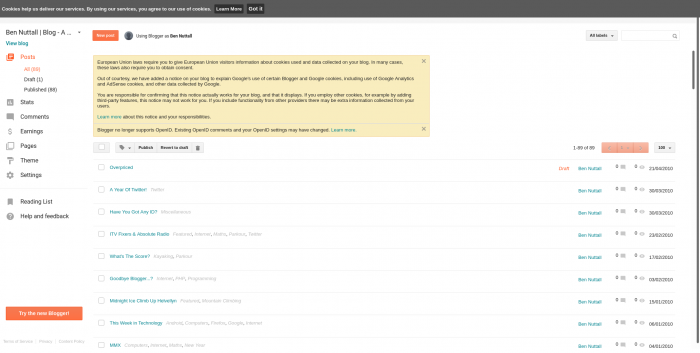 Cookies help us deliver our services. By using our services, you agree to our use of cookies. Learn More Got it
Ben Nuttall | Blog - A ...
View blog
New post
Using Blogger as Ben Nuttall
All labels
Posts
All (89)
Draft (1)
Published (88)
Stats
Comments
Earnings
Pages
Theme
Settings
Reading List
Help and feedback
Try the new Blogger!
Terms of Service | Privacy | Content Policy
European Union laws require you to give European Union visitors information about cookies used and data collected on your blog. In many cases,
these laws also require you to obtain consent.
Out of courtesy, we have added a notice on your blog to explain Google's use of certain Blogger and Google cookies, including use of Google Analytics
and AdSense cookies, and other data collected by Google.
You are responsible for confirming that this notice actually works for your blog, and that it displays. If you employ other cookies, for example by adding
third-party features, this notice may not work for you. If you include functionality from other providers there may be extra information collected from your
users.
Learn more about this notice and your responsibilities.
Blogger no longer supports OpenID. Existing OpenID comments and your OpenID settings may have changed. Learn more.
Publish Revert to draft
1-89 of 89
100
Overpriced Draft Ben Nuttall 0 0 21/04/2010
A Year Of Twitter! Twitter Ben Nuttall 0 0 30/03/2010
Have You Got Any ID? Miscellaneous Ben Nuttall 0 0 30/03/2010
ITV Fixers & Absolute Radio Featured, Internet, Maths, Parkour, Twitter Ben Nuttall 0 0 23/02/2010
What's The Score? Parkour Ben Nuttall 0 0 17/02/2010
Goodbye Blogger...? Internet, PHP, Programming Ben Nuttall 0 0 03/02/2010
Midnight Ice Climb Up Helvellyn Featured, Mountain Climbing Ben Nuttall 0 0 15/01/2010
This Week in Technology Android, Computers, Firefox, Google, Internet Ben Nuttall 0 0 08/01/2010
MMX Computers, Internet, Maths, New Year Ben Nuttall 0 0 04/01/2010